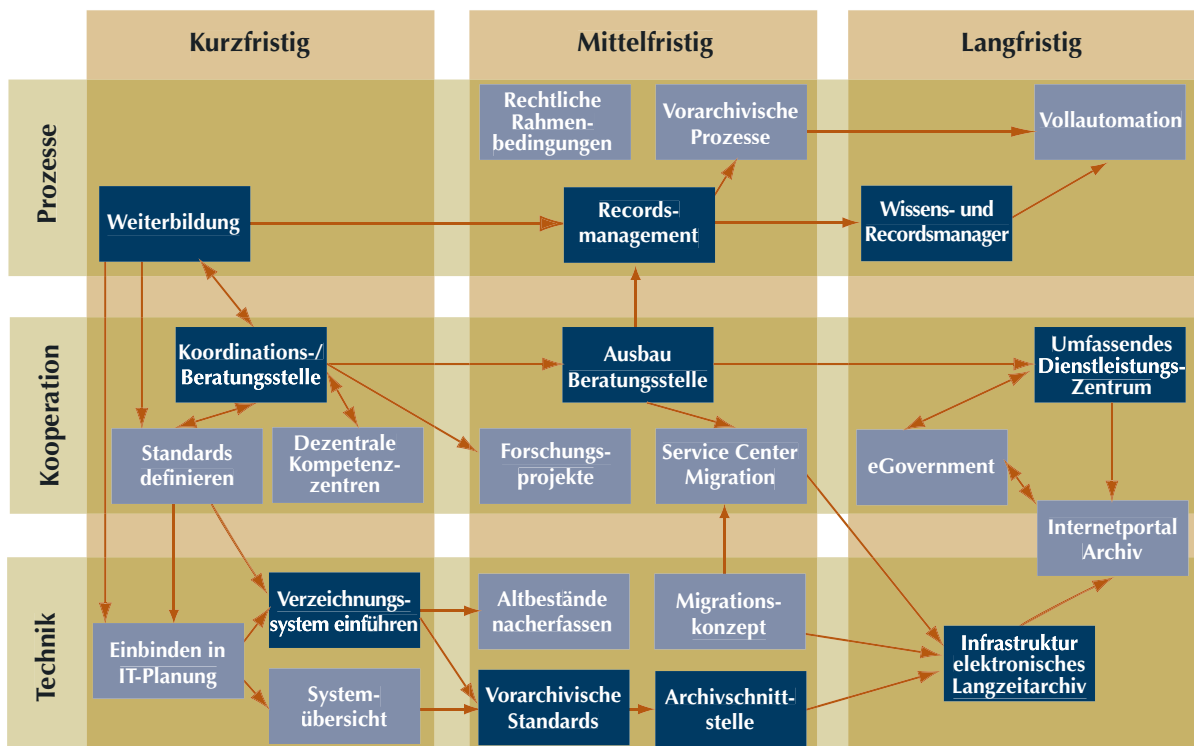 Kurzfristig
Mittelfristig
Langfristig
Prozesse
Rechtliche
Rahmen-
bedingungen
Vorarchivische
Prozesse
Vollautomation
Weiterbildung
Records-
management
Wissens- und
Recordsmanager
Kooperation
Koordinations-/
Beratungsstelle
Ausbau
Beratungsstelle
Umfassendes
Dienstleistungs-
Zentrum
Standards
definieren
Dezentrale
Kompetenz-
zentren
Forschungs-
projekte
Service Center
Migration
eGovernment
Internetportal
Archiv
Technik
Verzeichnungs-
system einführen
Altbestände
nacherfassen
Migrations-
konzept
Einbinden in
IT-Planung
Infrastruktur
elektronisches
Langzeitarchiv
System-
übersicht
Vorarchivische
Standards
Archivschnitt-
stelle